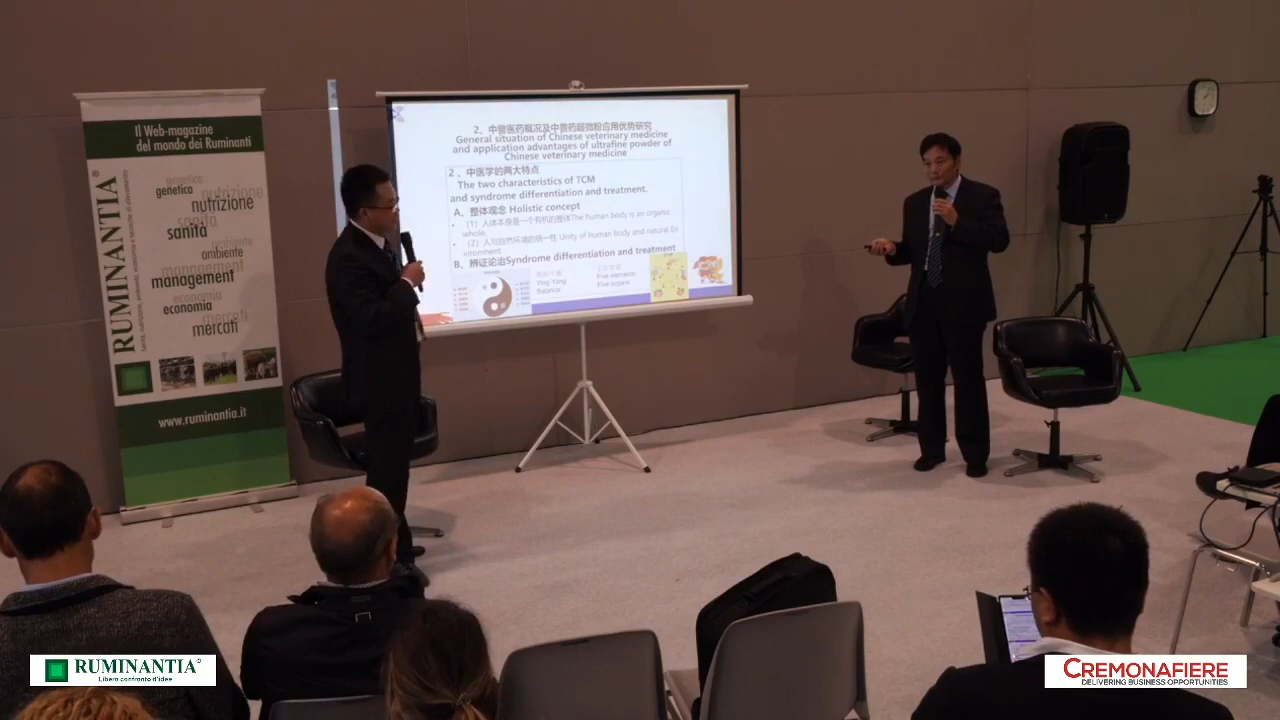 Il Web-magazine
del mondo dei Ruminanti
RUMINANTIA®
genetica
genetica
nutrizione
nutrizione
sanità
sanità
ambiente
ambiente
management
management
economia
economia
mercati
mercati
www.ruminantia.it
2、中兽医药概况及中兽药超微粉应用优势研究
General situation of Chinese veterinary medicine
and application advantages of ultrafine powder of
Chinese veterinary medicine
2 、中医学的两大特点
The two characteristics of TCM
and syndrome differentiation and treatment.
A、整体观念 Holistic concept
• （1）人体本身是一个有机的整体The human body is an organic
whole.
• （2）人与自然环境的统一性 Unity of human body and natural En
vironment
B、辨证论治Syndrome differentiation and treatment
Ying-Yang
Balance
Five elements
Five organs
RUMINANTIA®
Libero confronto d'idee
CREMONAFIERE
DELIVERING BUSINESS OPPORTUNITIES